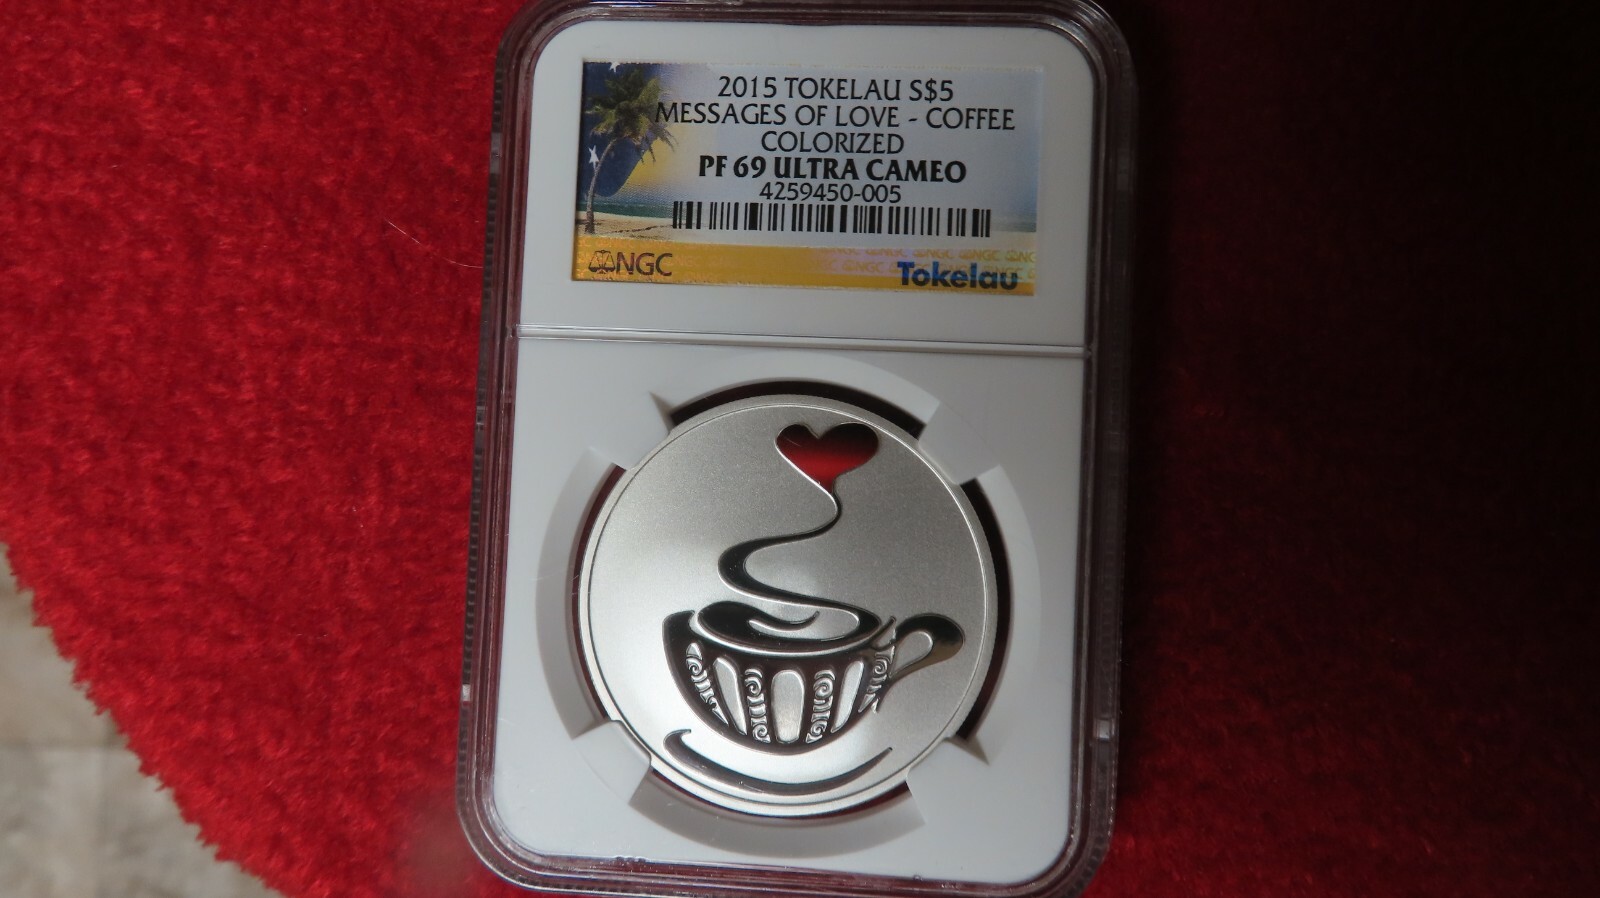 2015 TOKELAU S$5
MESSAGES OF LOVE - COFFEE
COLORIZED
PF 69 ULTRA CAMEO
4259450-005
NGC
Tokelau